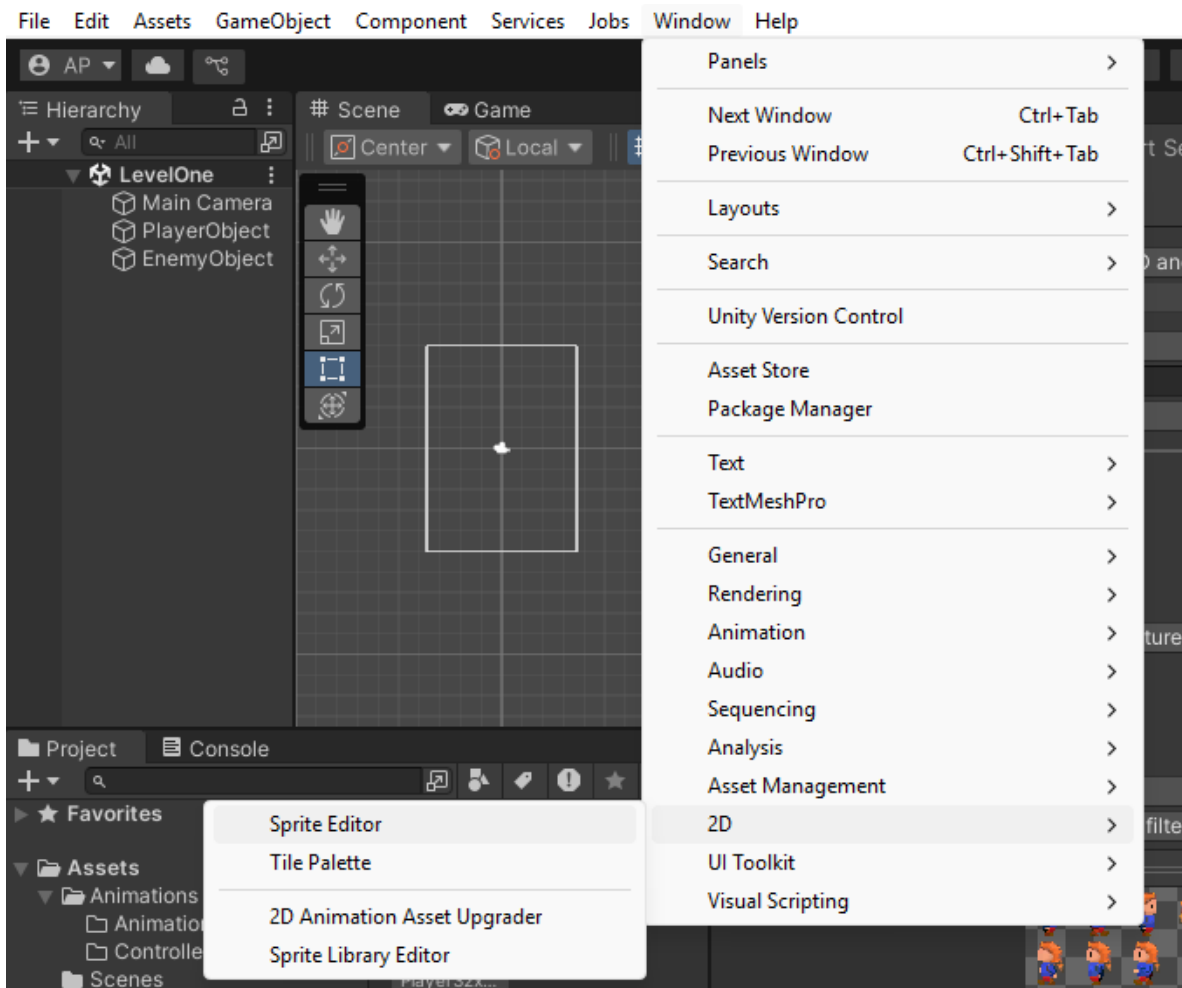 File Edit Assets GameObject Component Services Jobs Window Help
AP
Hierarchy
All
LevelOne
Main Camera
PlayerObject
EnemyObject
Scene Game
Center Local
Panels
Next Window Ctrl+Tab
Previous Window Ctrl+Shift+Tab
Layouts
Search
Unity Version Control
Asset Store
Package Manager
Text
TextMeshPro
General
Rendering
Animation
Audio
Sequencing
Analysis
Asset Management
2D
UI Toolkit
Visual Scripting
Project Console
Favorites
Assets
Animations
Animatio
Controlle
Scenes
Sprite Editor
Tile Palette
2D Animation Asset Upgrader
Sprite Library Editor